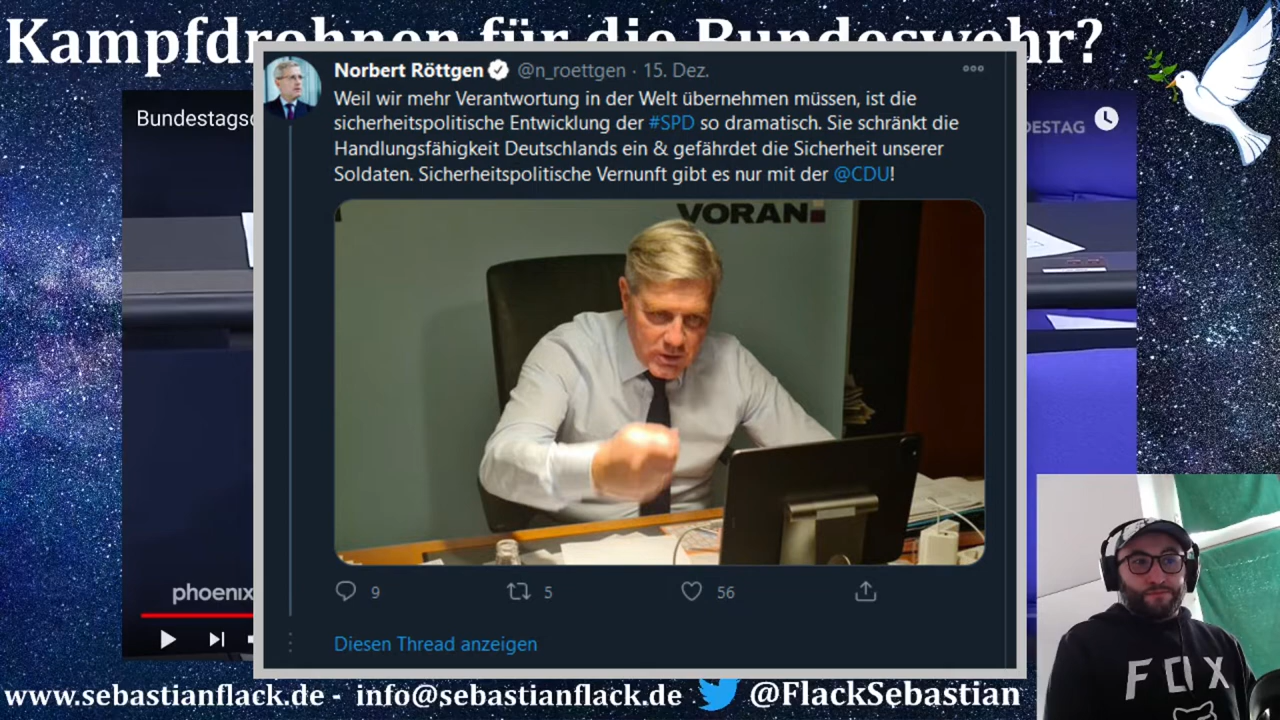 Kampfdrohnen für die Bundeswehr?
Norbert Röttgen @n_roettgen · 15. Dez.
Weil wir mehr Verantwortung in der Welt übernehmen müssen, ist die
sicherheitspolitische Entwicklung der #SPD so dramatisch. Sie schränkt die
Handlungsfähigkeit Deutschlands ein & gefährdet die Sicherheit unserer
Soldaten. Sicherheitspolitische Vernunft gibt es nur mit der @CDU!
VORAN
9 5 56
Diesen Thread anzeigen
phoenix
FOX
www.sebastianflack.de - info@sebastianflack.de @FlackSebastian